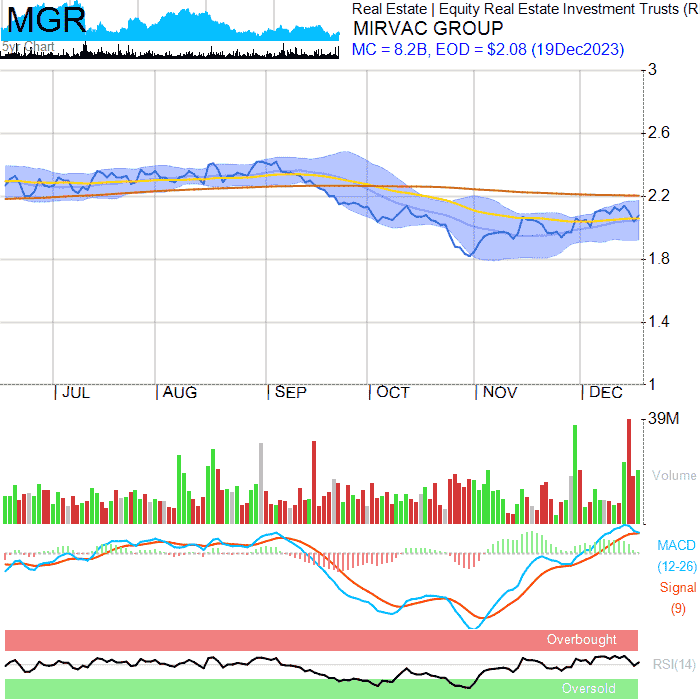 MGR
5yr Chart
Real Estate | Equity Real Estate Investment Trusts (R
MIRVAC GROUP
MC = 8.2B, EOD = $2.08 (19Dec2023)
3
2.6
2.2
1.8
1.4
1
| JUL | AUG | SEP | OCT | NOV | DEC
39M
Volume
MACD
(12-26)
Signal
(9)
Overbought
RSI(14)
Oversold